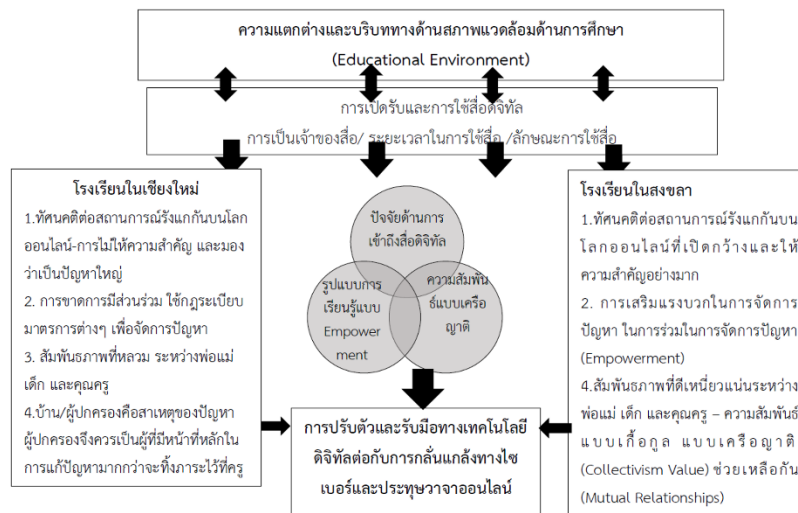 ความแตกต่างและบริบททางด้านสภาพแวดล้อมด้านการศึกษา
(Educational Environment)
การเปิดรับและการใช้สื่อดิจิทัล
การเป็นเจ้าของสื่อ/ ระยะเวลาในการใช้สื่อ /ลักษณะการใช้สื่อ
โรงเรียนในเชียงใหม่
1.ทัศนคติต่อสถานการณ์รังแกกันบนโลก
ออนไลน์-การไม่ให้ความสำคัญ และมอง
ว่าเป็นปัญหาใหญ่
2. การขาดการมีส่วนร่วม ใช้กฎระเบียบ
มาตรการต่างๆ เพื่อจัดการปัญหา
3. สัมพันธภาพที่หลวม ระหว่างพ่อแม่
เด็ก และคุณครู
4.บ้าน/ผู้ปกครองคือสาเหตุของปัญหา
ผู้ปกครองจึงควรเป็นผู้ที่มีหน้าที่หลักใน
การแก้ปัญหามากกว่าจะทิ้งภาระไว้ที่ครู
ปัจจัยด้านการ
เข้าถึงสื่อดิจิทัล
รูปแบบการ
เรียนรู้แบบ
Empower
ment
ความสัมพัน
ธ์แบบเครือ
ญาติ
การปรับตัวและรับมือทางเทคโนโลยี
ดิจิทัลต่อกับการกลั่นแกล้งทางไซ
เบอร์และประทุษวาจาออนไลน์
โรงเรียนในสงขลา
1.ทัศนคติต่อสถานการณ์รังแกกันบน
โลกออนไลน์ที่เปิดกว้างและให้
ความสำคัญอย่างมาก
2. การเสริมแรงบวกในการจัดการ
ปัญหา ในการร่วมในการจัดการปัญหา
(Empowerment)
4.สัมพันธภาพที่ดีเหนี่ยวแน่นระหว่าง
พ่อแม่ เด็ก และคุณครู – ความสัมพันธ์
แบบเกื้อกูล แบบเครือญาติ
(Collectivism Value) ช่วยเหลือกัน
(Mutual Relationships)